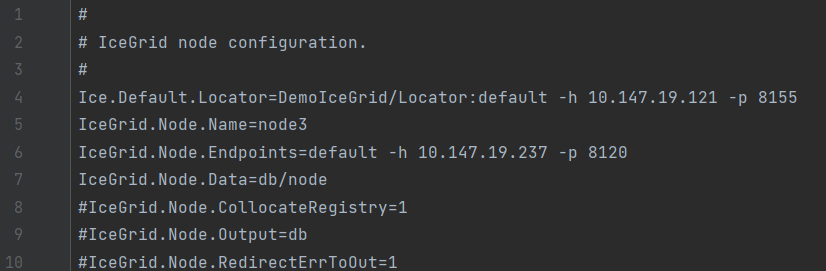 1 #
2 # IceGrid node configuration.
3 #
4 Ice.Default.Locator=DemoIceGrid/Locator:default -h 10.147.19.121 -p 8155
5 IceGrid.Node.Name=node3
6 IceGrid.Node.Endpoints=default -h 10.147.19.237 -p 8120
7 IceGrid.Node.Data=db/node
8 #IceGrid.Node.CollocateRegistry=1
9 #IceGrid.Node.Output=db
10 #IceGrid.Node.RedirectErrToOut=1